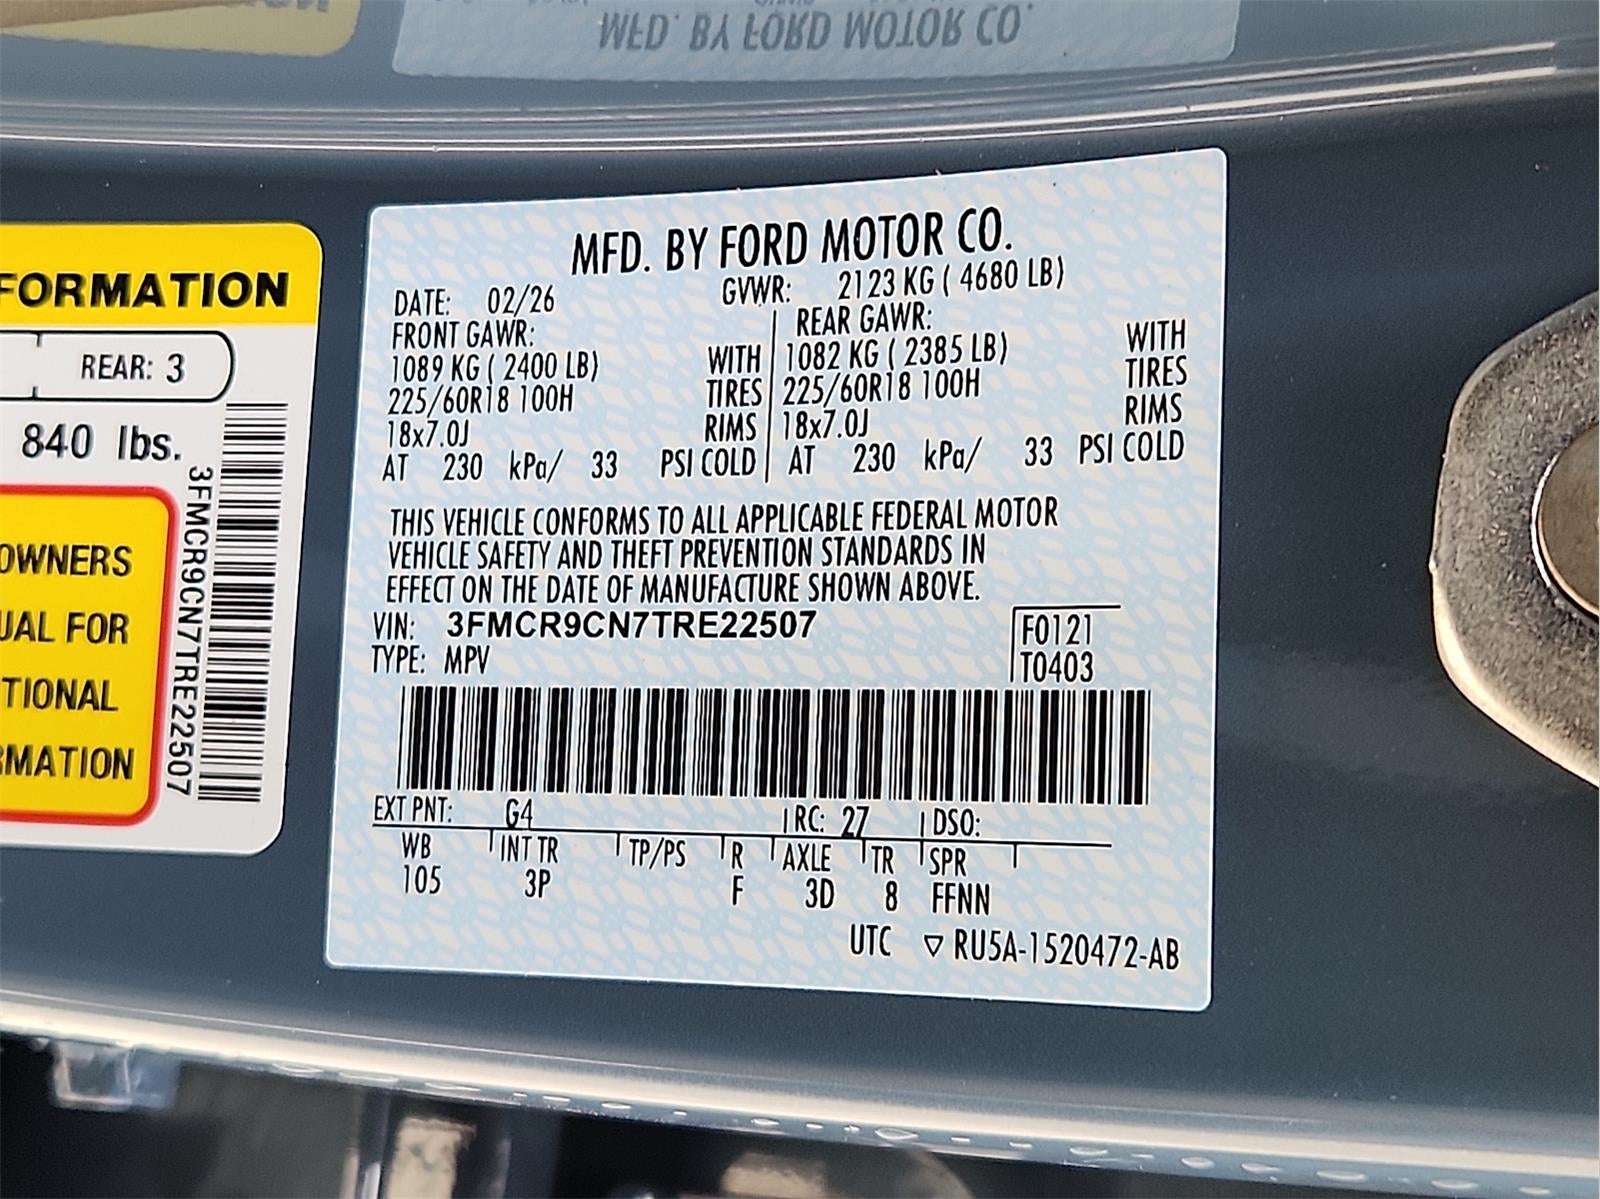 MFD. BY FORD MOTOR CO.
FORMATION
REAR: 3
840 lbs.
3FMCR9CN7TRE22507
OWNERS
UAL FOR
TIONAL
RMATION
MFD. BY FORD MOTOR CO.
DATE: 02/26 GVWR: 2123 KG ( 4680 LB)
FRONT GAWR: REAR GAWR:
1089 KG ( 2400 LB) WITH 1082 KG ( 2385 LB) WITH
225/60R18 100H TIRES 225/60R18 100H TIRES
18x7.0J RIMS 18x7.0J RIMS
AT 230 kPa/ 33 PSI COLD AT 230 kPa/ 33 PSI COLD
THIS VEHICLE CONFORMS TO ALL APPLICABLE FEDERAL MOTOR
VEHICLE SAFETY AND THEFT PREVENTION STANDARDS IN
EFFECT ON THE DATE OF MANUFACTURE SHOWN ABOVE.
VIN: 3FMCR9CN7TRE22507 F0121
TYPE: MPV T0403
EXT PNT: G4 RC: 27 DSO:
WB INT TR TP/PS R AXLE TR SPR
105 3P F 3D 8 FFNN
UTC ▽ RU5A-1520472-AB